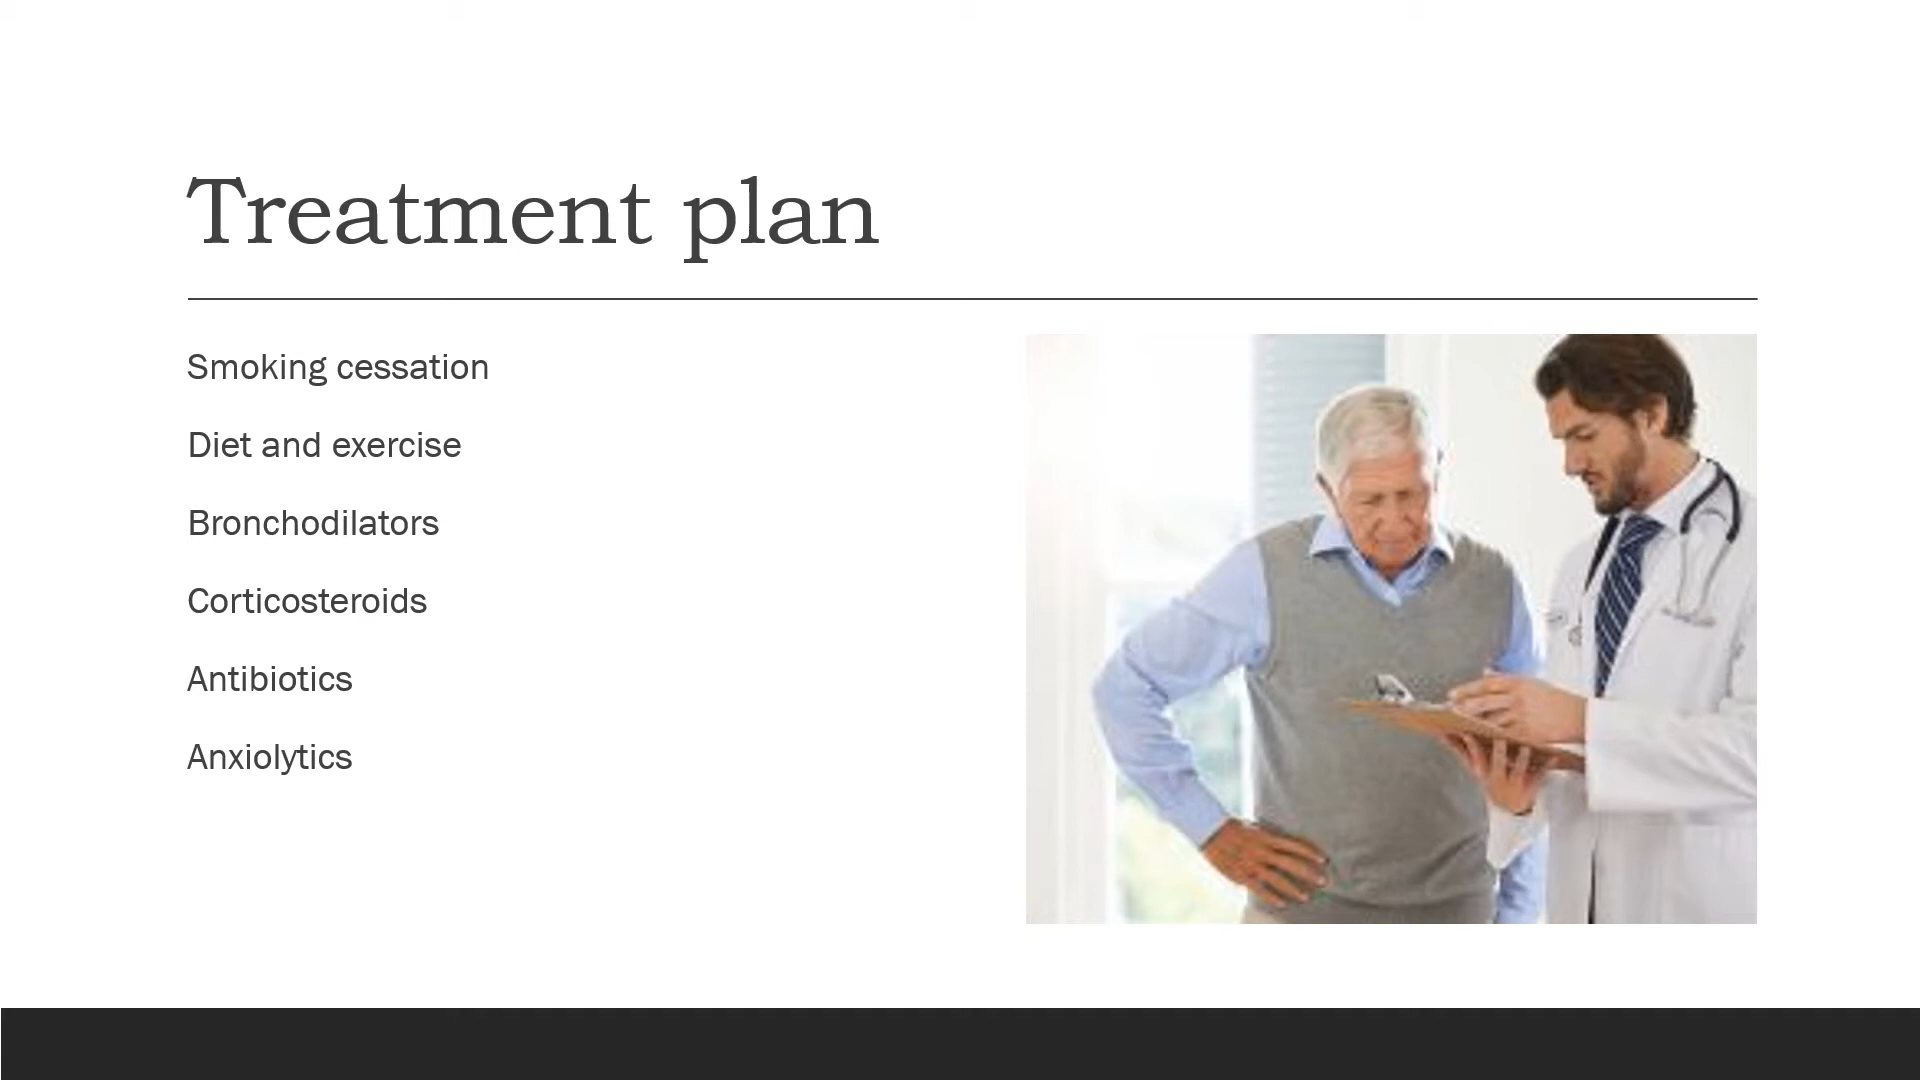 Treatment plan
Smoking cessation
Diet and exercise
Bronchodilators
Corticosteroids
Antibiotics
Anxiolytics